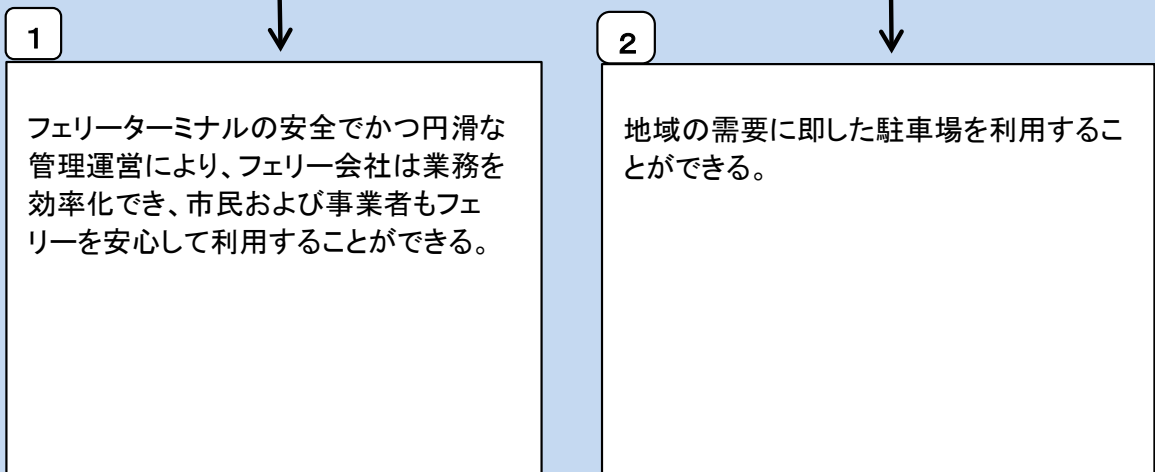 1
フェリーターミナルの安全でかつ円滑な
管理運営により、フェリー会社は業務を
効率化でき、市民および事業者もフェ
リーを安心して利用することができる。
2
地域の需要に即した駐車場を利用するこ
とができる。